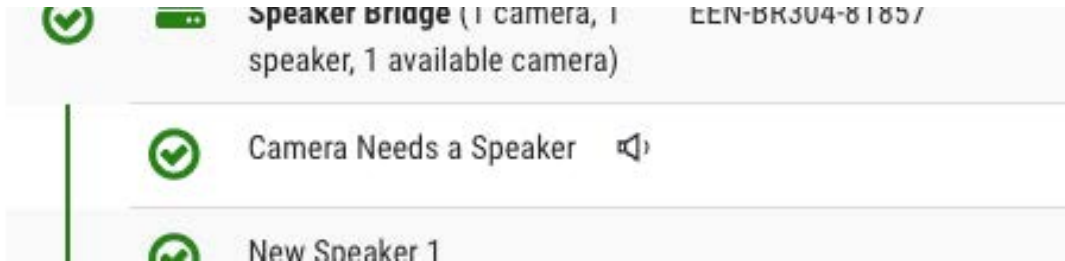 Speaker Bridge (1 camera, 1 EEN-BR304-81857
speaker, 1 available camera)
Camera Needs a Speaker
New Speaker 1